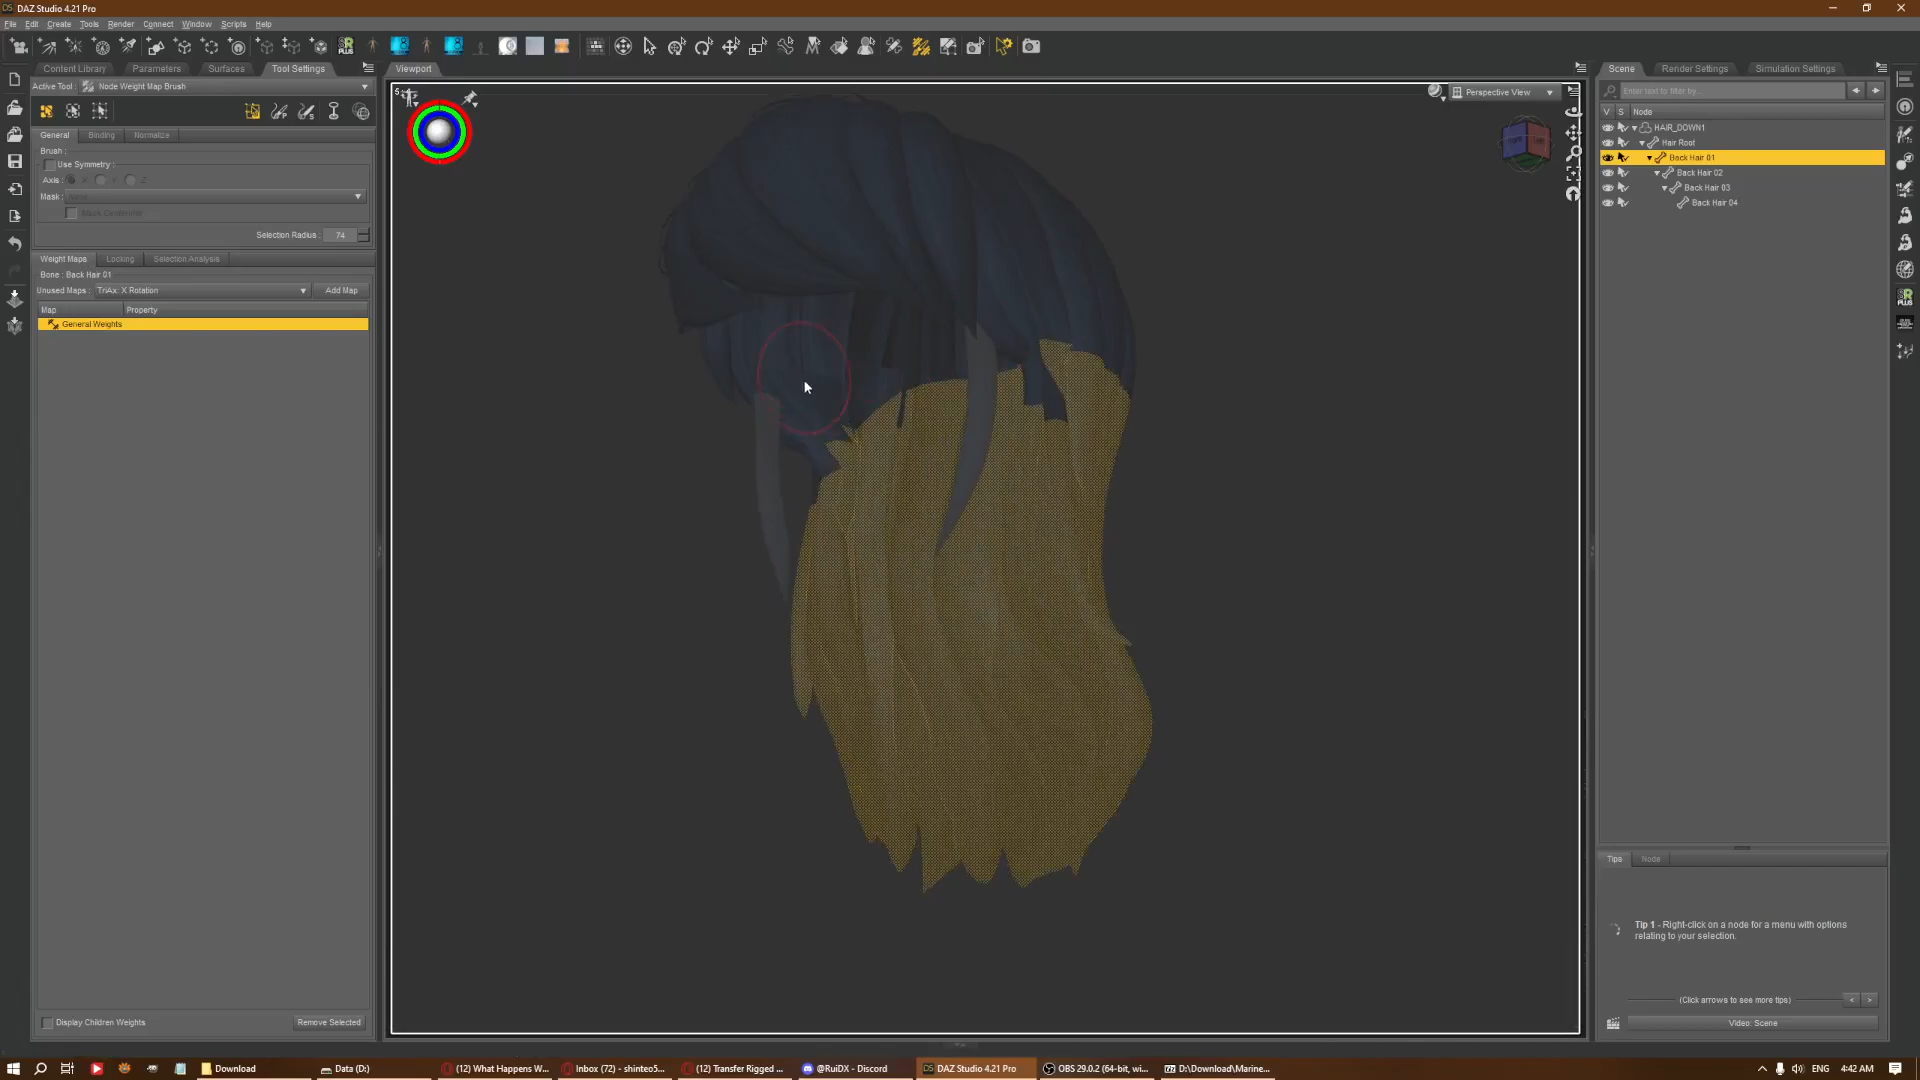 DAZ Studio 4.21 Pro
File Edit Create Tools Render Connect Window Scripts Help
Content Library Parameters Surfaces Tool Settings
Viewport
Scene Render Settings Simulation Settings
Active Tool : Node Weight Map Brush
Perspective View
Enter text to filter by...
V S Node
General Binding Normalize
Brush :
Use Symmetry :
Axis :
Mask :
Selection Radius : 74
Weight Maps Locking Selection Analysis
Bone : Back Hair 01
Unused Maps : TriAx: X Rotation Add Map
Map Property
General Weights
HAIR_DOWN1
Hair Root
Back Hair 01
Back Hair 02
Back Hair 03
Back Hair 04
Tips Node
Tip 1 - Right-click on a node for a menu with options
relating to your selection.
(Click arrows to see more tips) < >
Video: Scene
Display Children Weights Remove Selected
Download
Data (D:)
(12) What Happens W...
Inbox (72) - shinteo5...
(12) Transfer Rigged ...
@RuiDX - Discord
DAZ Studio 4.21 Pro
OBS 29.0.2 (64-bit, wi...
D:\Download\Marine...
ENG
4:42 AM